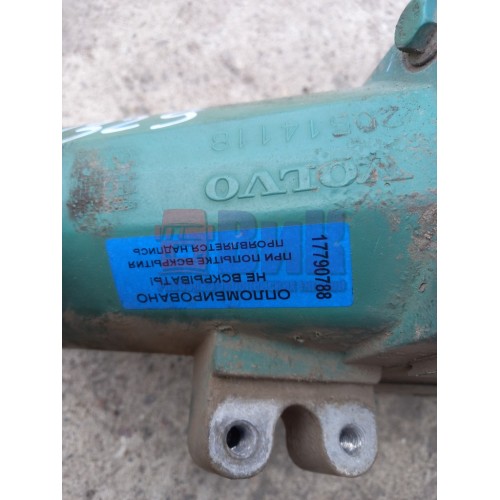 20514118
VOLVO
ОПЛОМБИРОВАНО
НЕ ВСКРЫВАТЬ!
ПРИ ПОПЫТКЕ ВСКРЫТИЯ
ПРОЯВЛЯЕТСЯ НАДПИСЬ
17790788